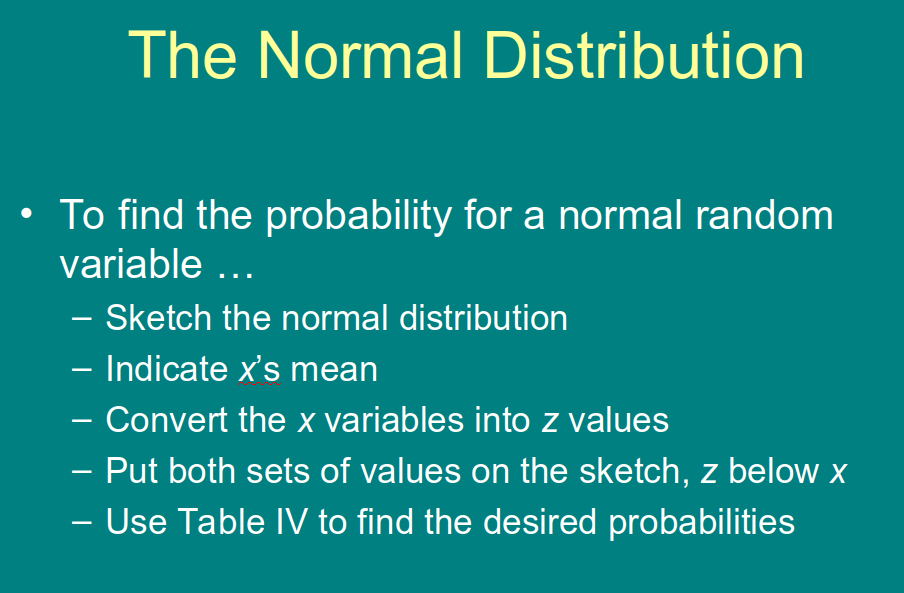 The Normal Distribution
• To find the probability for a normal random
variable …
– Sketch the normal distribution
– Indicate x’s mean
– Convert the x variables into z values
– Put both sets of values on the sketch, z below x
– Use Table IV to find the desired probabilities